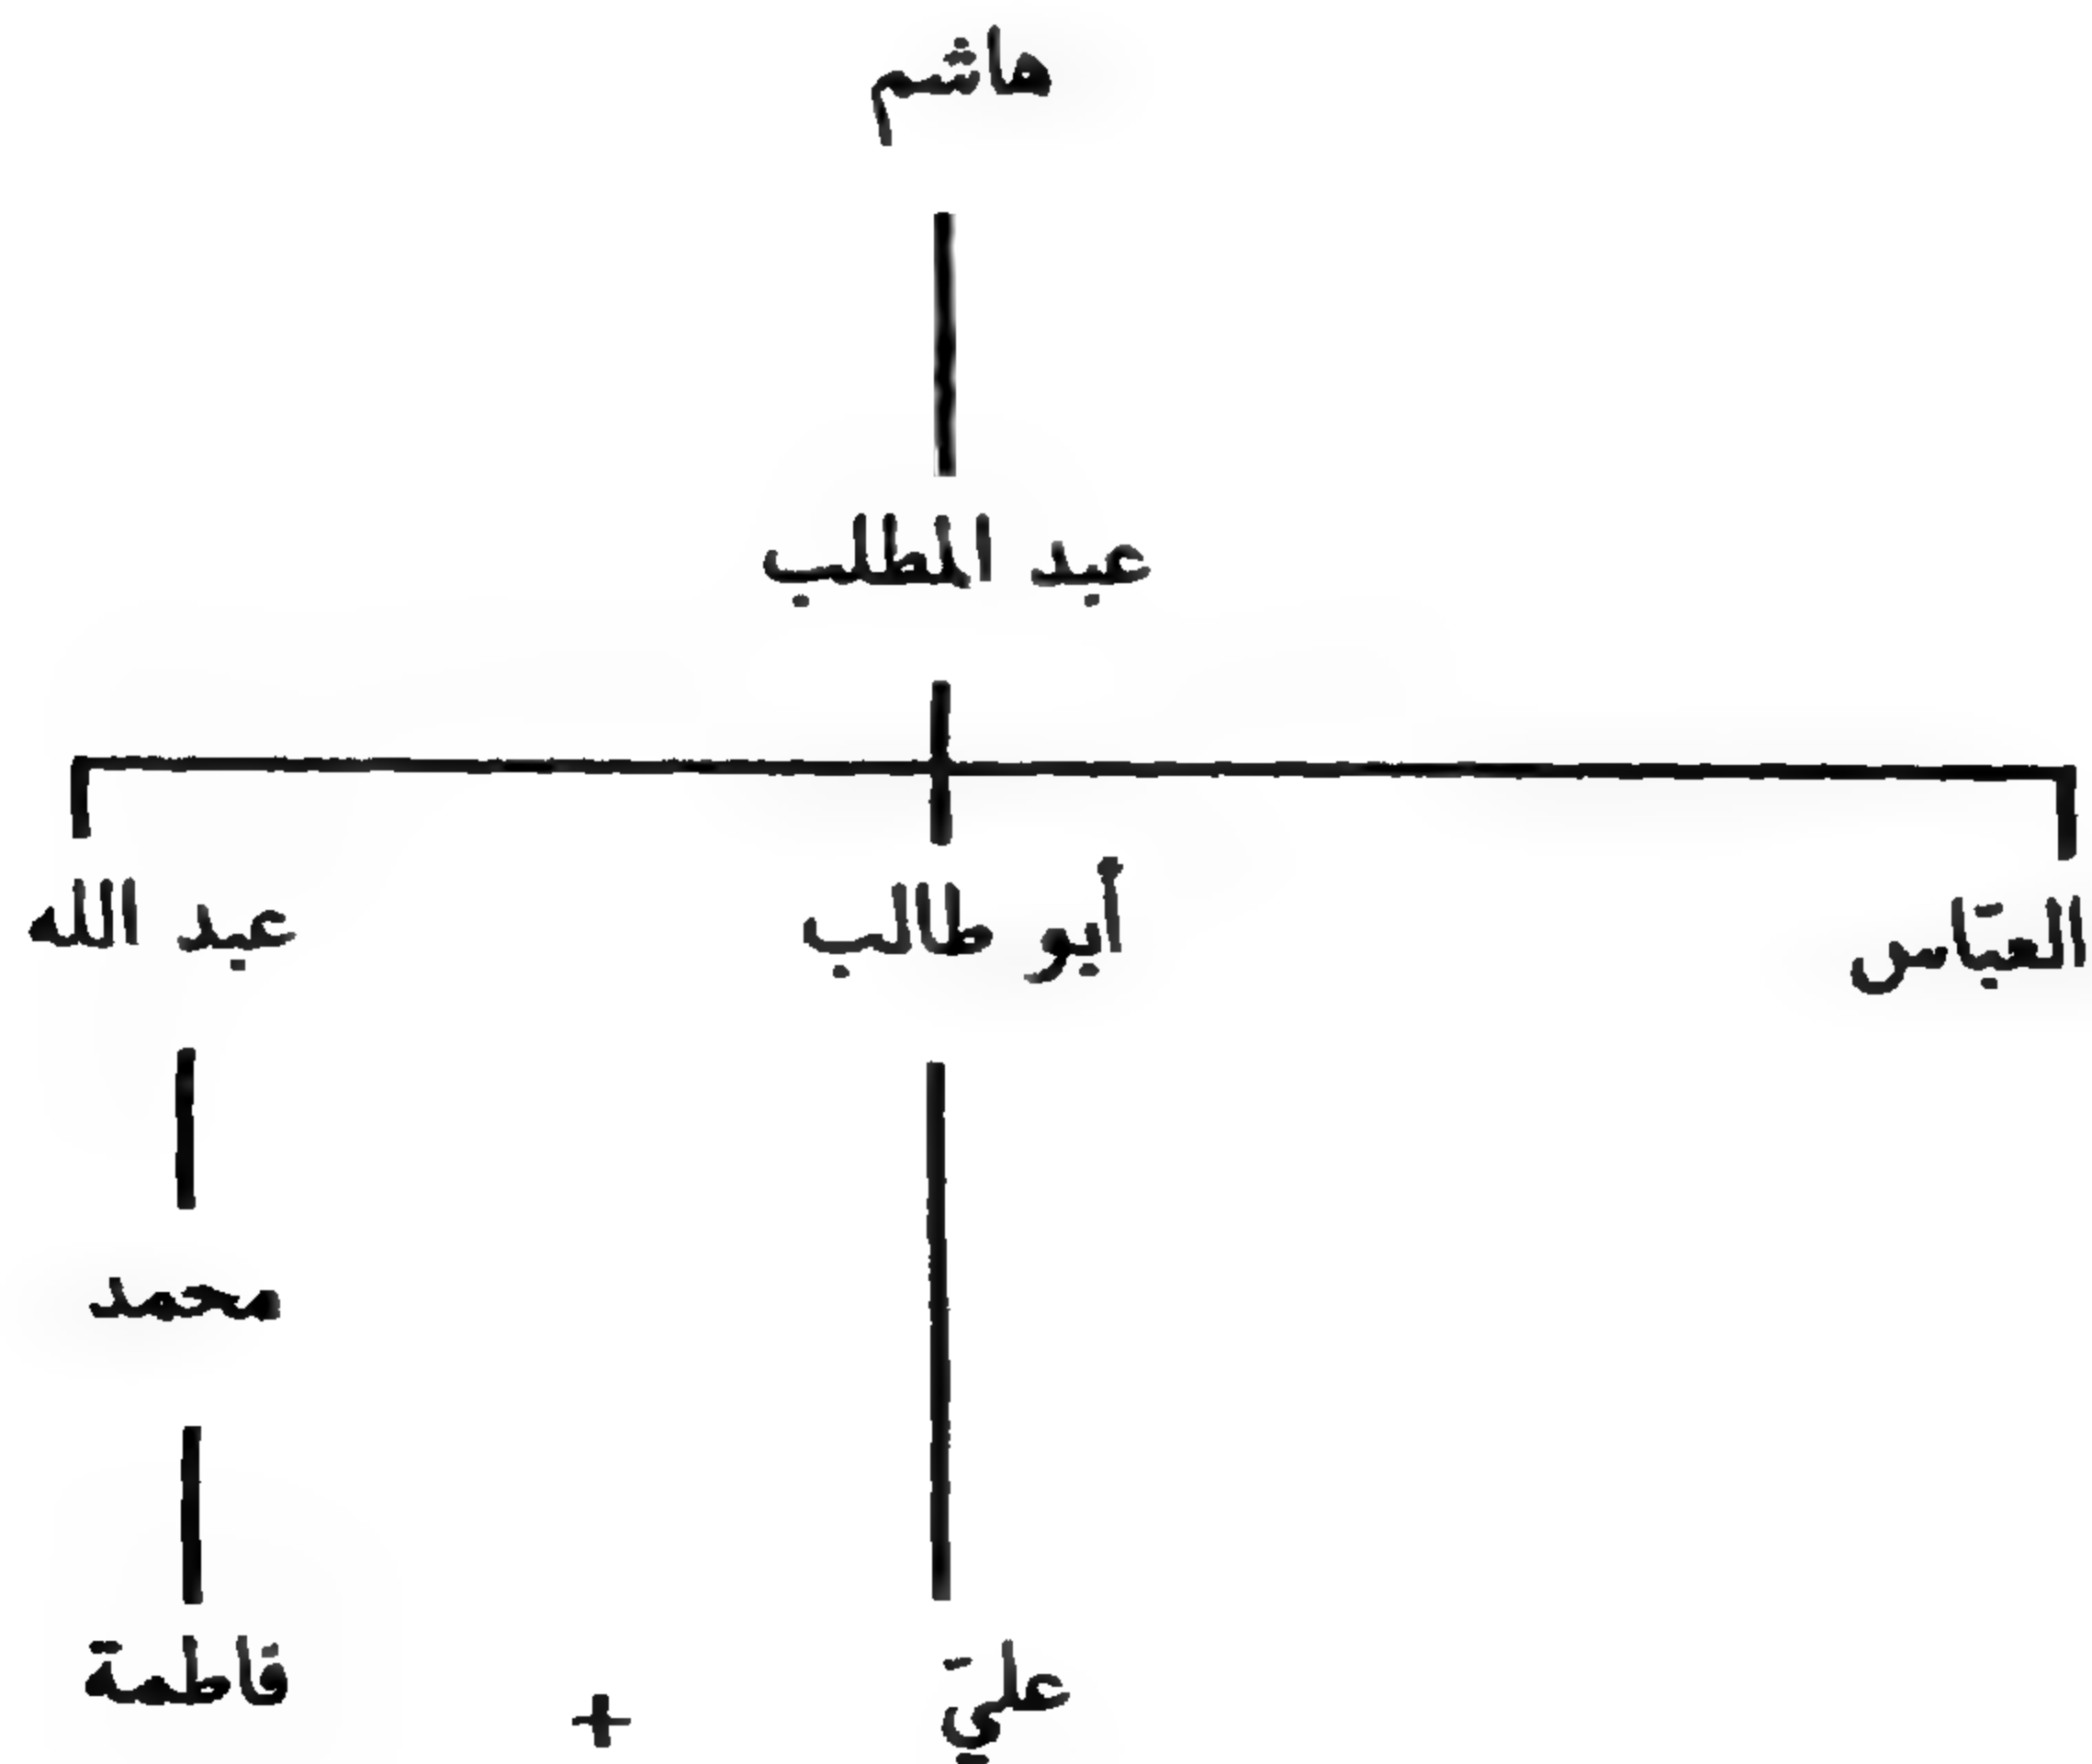 هاشم
عبد المطلب
العبّاس أبو طالب عبد الله
محمد
عليّ + فاطمة